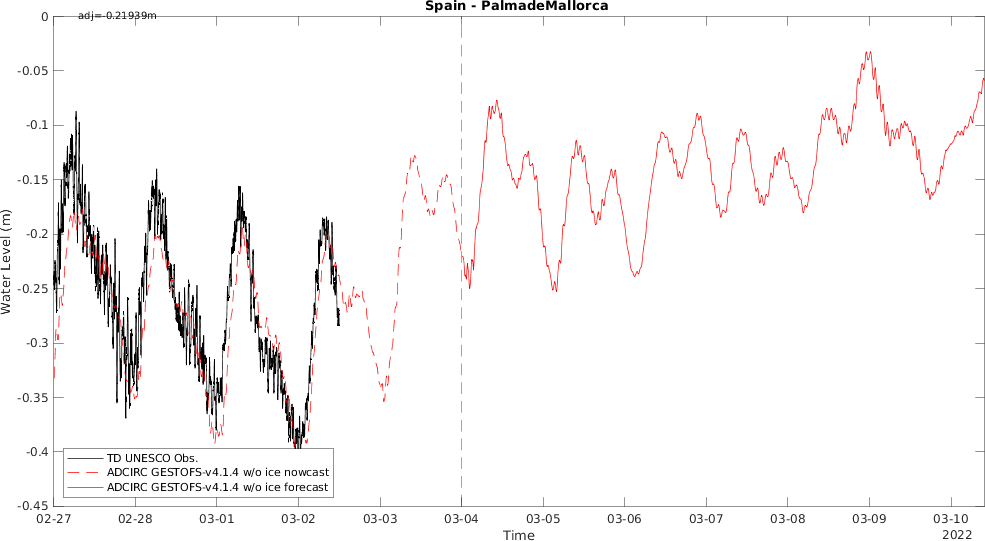 Spain - PalmadeMallorca
adj=-0.21939m
0
-0.05
-0.1
-0.15
-0.2
-0.25
-0.3
-0.35
-0.4
-0.45
Water Level (m)
TD UNESCO Obs.
ADCIRC GESTOFS-v4.1.4 w/o ice nowcast
ADCIRC GESTOFS-v4.1.4 w/o ice forecast
02-27 02-28 03-01 03-02 03-03 03-04 03-05 03-06 03-07 03-08 03-09 03-10
Time
2022